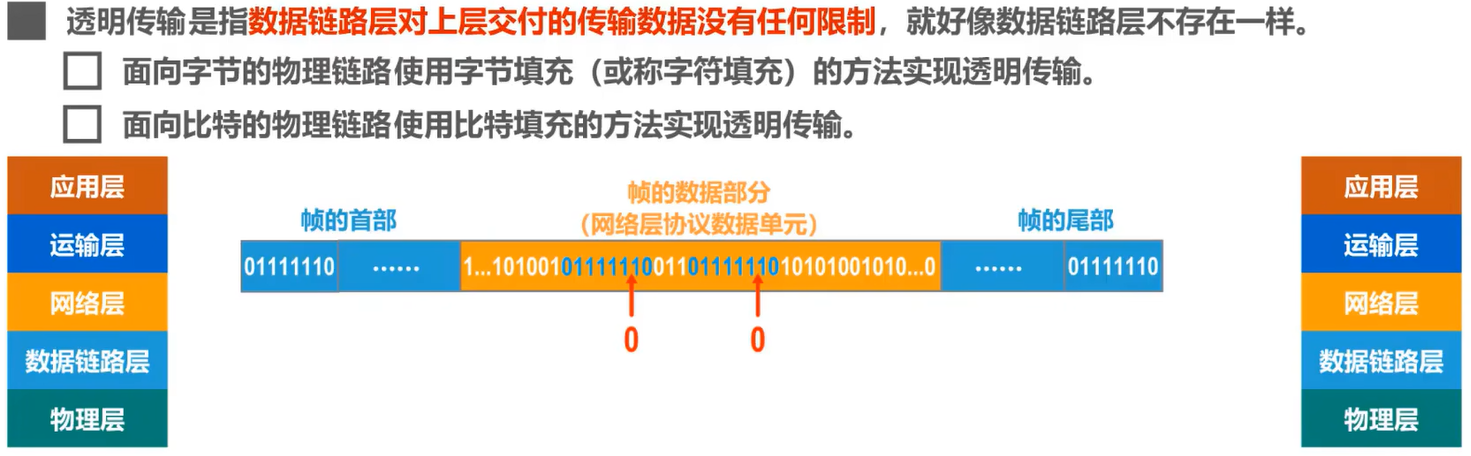 透明传输是指数据链路层对上层交付的传输数据没有任何限制，就好像数据链路层不存在一样。
面向字节的物理链路使用字节填充（或称字符填充）的方法实现透明传输。
面向比特的物理链路使用比特填充的方法实现透明传输。
应用层
运输层
网络层
数据链路层
物理层
帧的首部
帧的数据部分
（网络层协议数据单元）
帧的尾部
01111110 …… 1...101001011111100110111111010101001010...0 …… 01111110
0 0
应用层
运输层
网络层
数据链路层
物理层